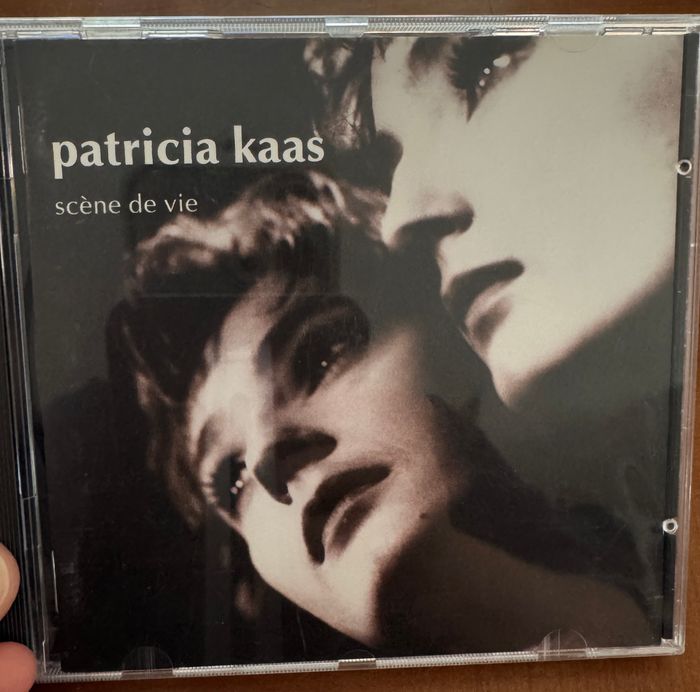 patricia kaas
scène de vie